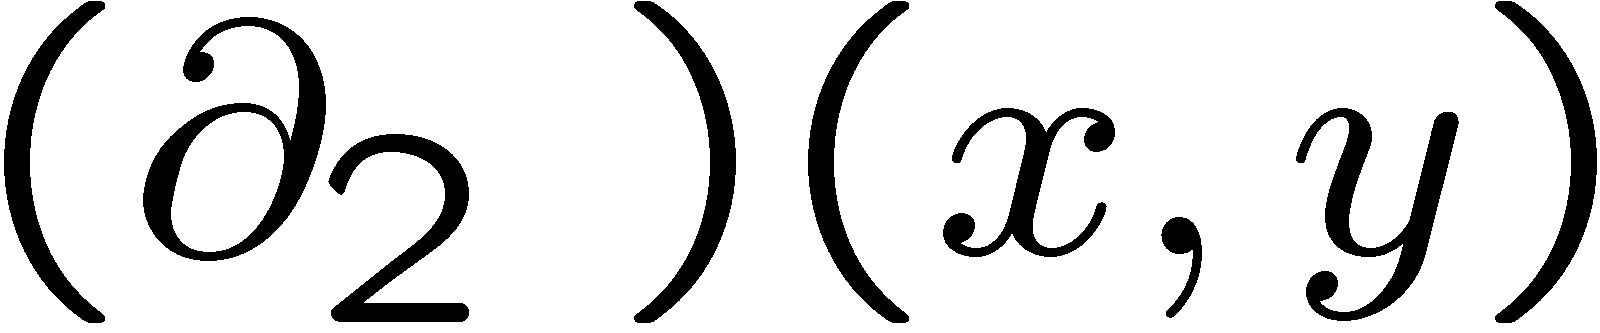 (∂₂ )(x, y)